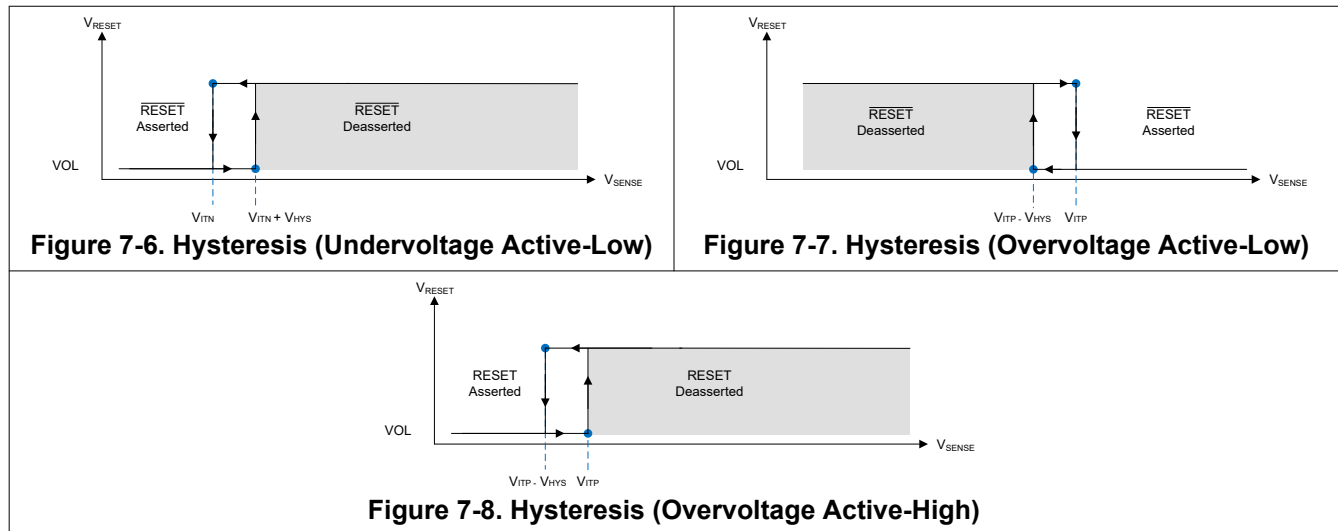 VRESET
RESET
Asserted
RESET
Deasserted
VOL
VSENSE
VITN
VITN + VHYS
Figure 7-6. Hysteresis (Undervoltage Active-Low)
VRESET
RESET
Deasserted
RESET
Asserted
VOL
VSENSE
VITP - VHYS
VITP
Figure 7-7. Hysteresis (Overvoltage Active-Low)
VRESET
RESET
Asserted
RESET
Deasserted
VOL
VSENSE
VITP - VHYS
VITP
Figure 7-8. Hysteresis (Overvoltage Active-High)